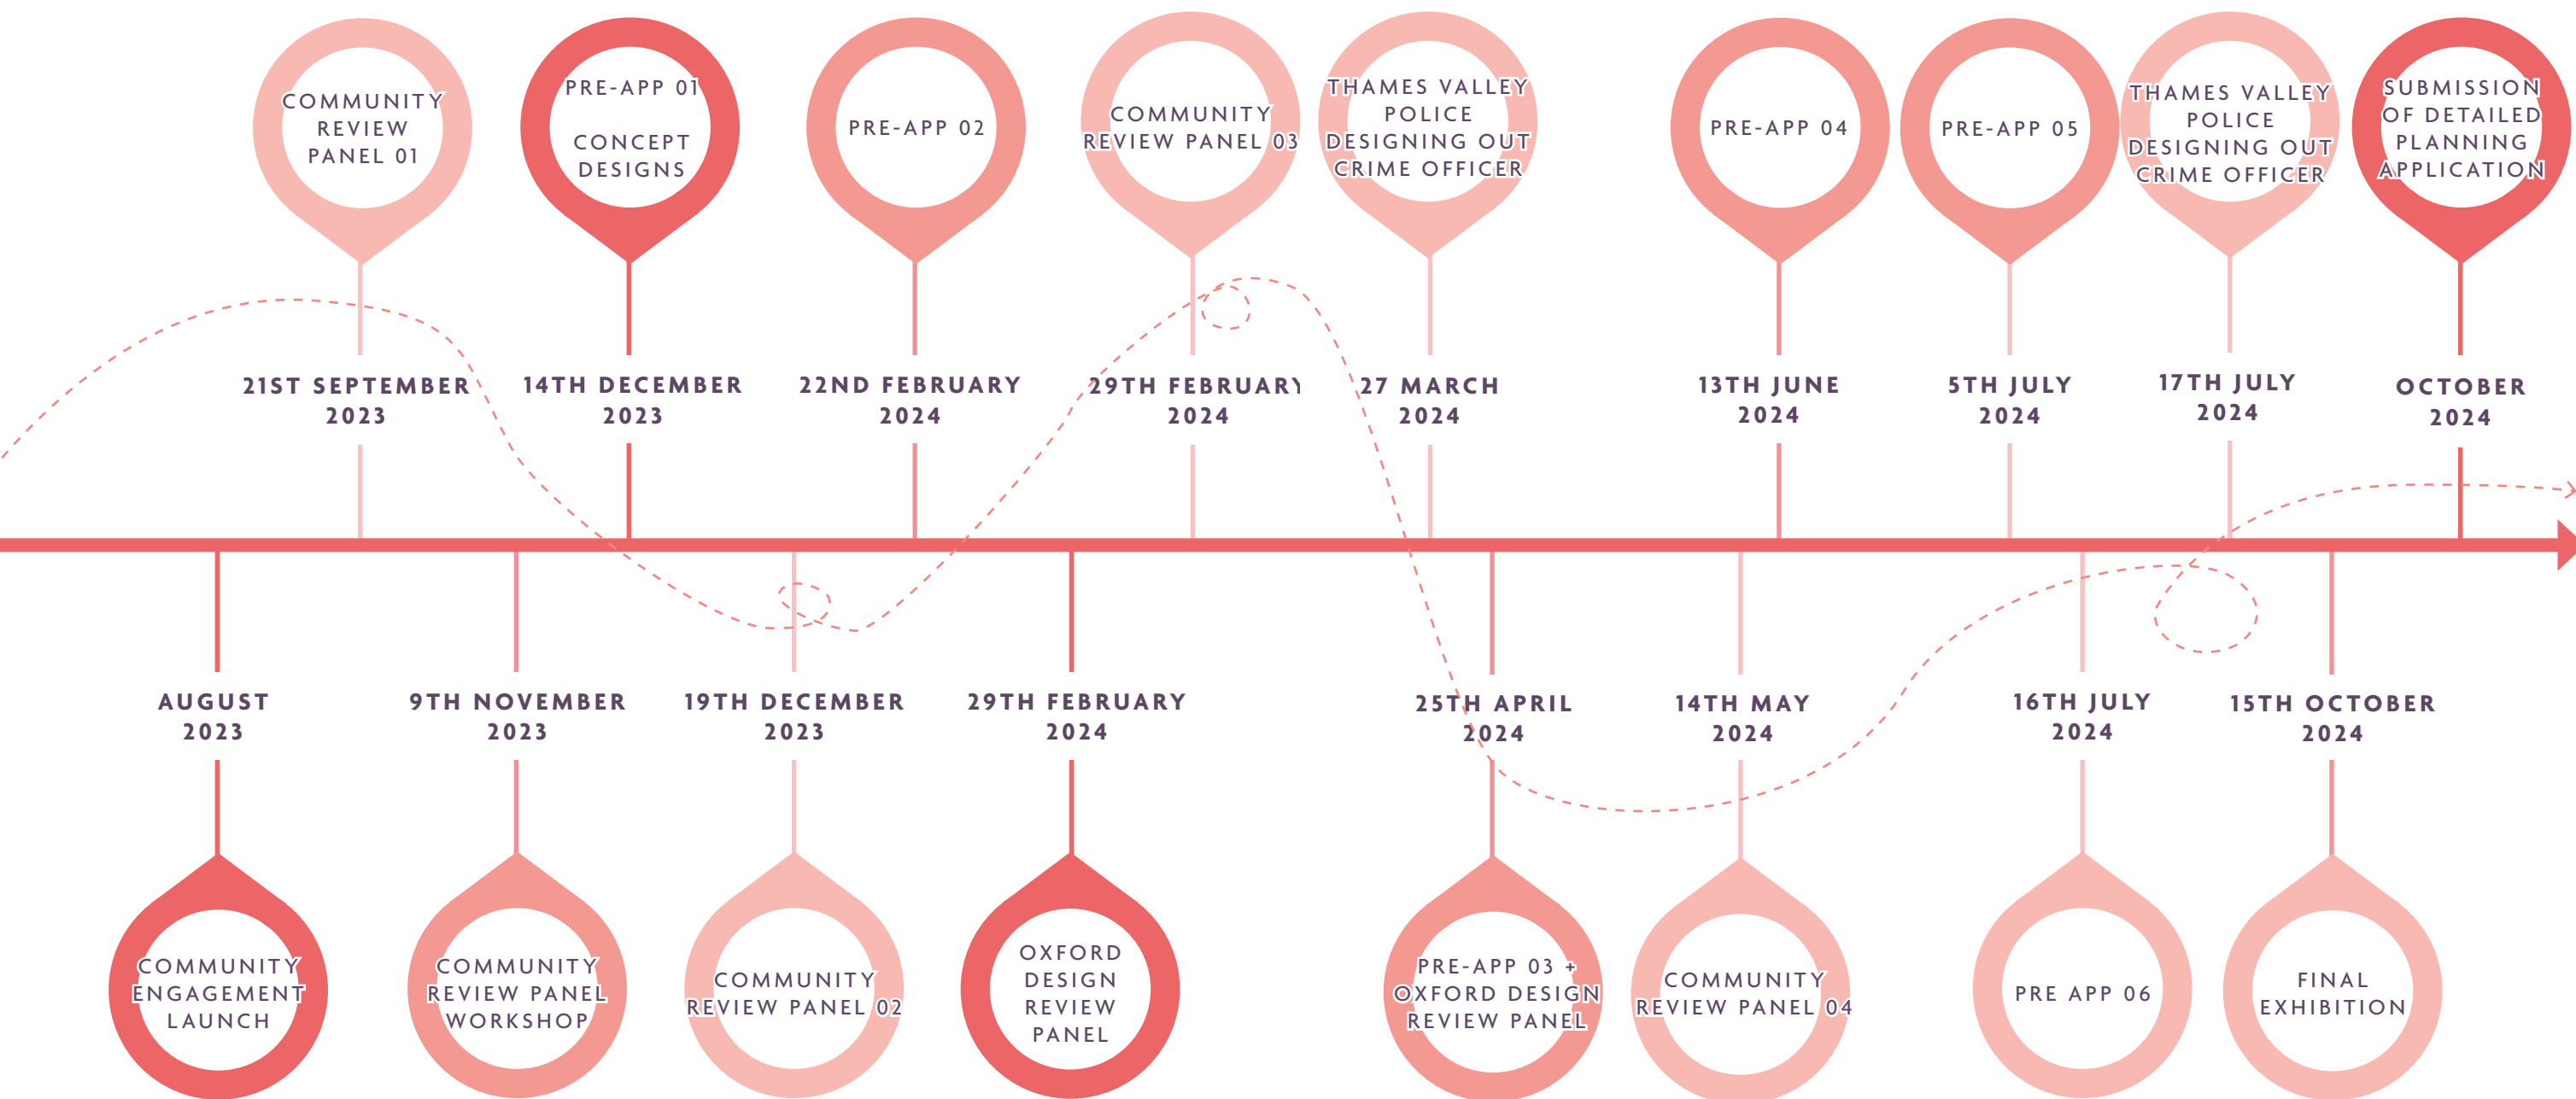 COMMUNITY
REVIEW
PANEL 01
21ST SEPTEMBER
2023
PRE-APP 01
CONCEPT
DESIGNS
14TH DECEMBER
2023
PRE-APP 02
22ND FEBRUARY
2024
COMMUNITY
REVIEW PANEL 03
29TH FEBRUARY
2024
THAMES VALLEY
POLICE
DESIGNING OUT
CRIME OFFICER
27 MARCH
2024
PRE-APP 04
13TH JUNE
2024
PRE-APP 05
5TH JULY
2024
THAMES VALLEY
POLICE
DESIGNING OUT
CRIME OFFICER
17TH JULY
2024
SUBMISSION
OF DETAILED
PLANNING
APPLICATION
OCTOBER
2024
AUGUST
2023
COMMUNITY
ENGAGEMENT
LAUNCH
9TH NOVEMBER
2023
COMMUNITY
REVIEW PANEL
WORKSHOP
19TH DECEMBER
2023
COMMUNITY
REVIEW PANEL 02
29TH FEBRUARY
2024
OXFORD
DESIGN
REVIEW
PANEL
25TH APRIL
2024
PRE-APP 03 +
OXFORD DESIGN
REVIEW PANEL
14TH MAY
2024
COMMUNITY
REVIEW PANEL 04
16TH JULY
2024
PRE APP 06
15TH OCTOBER
2024
FINAL
EXHIBITION